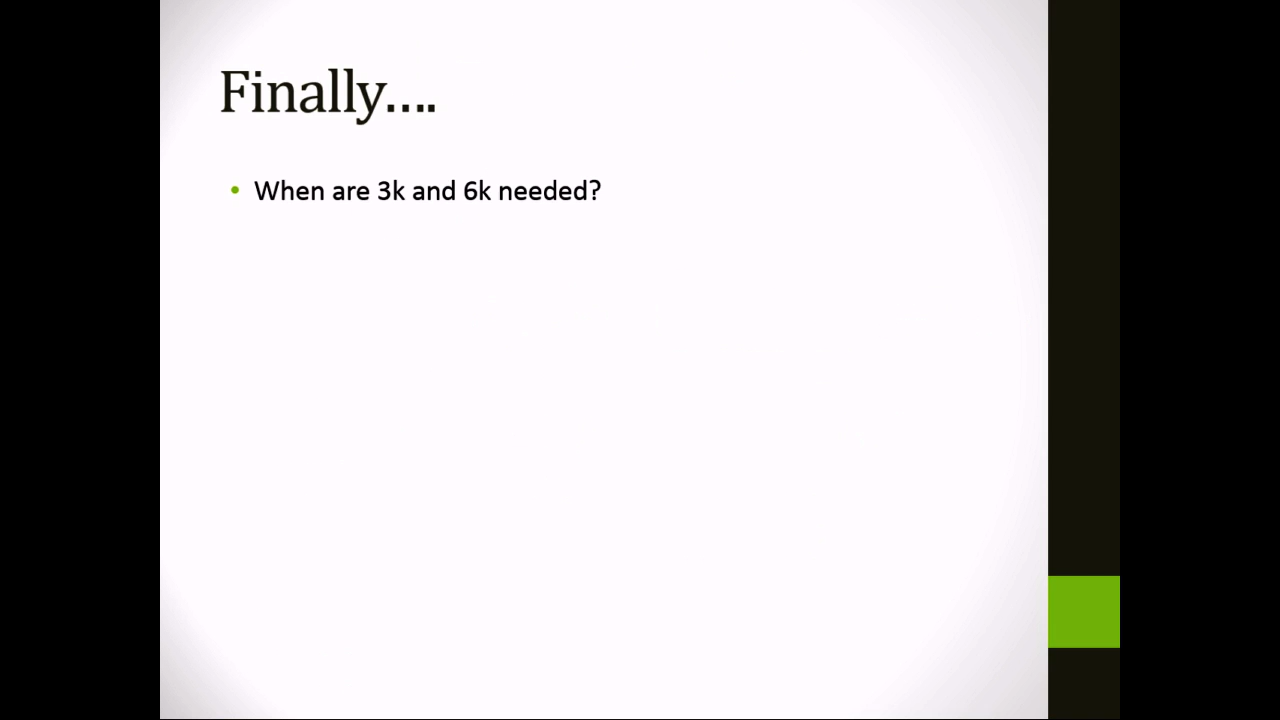 Finally....
• When are 3k and 6k needed?